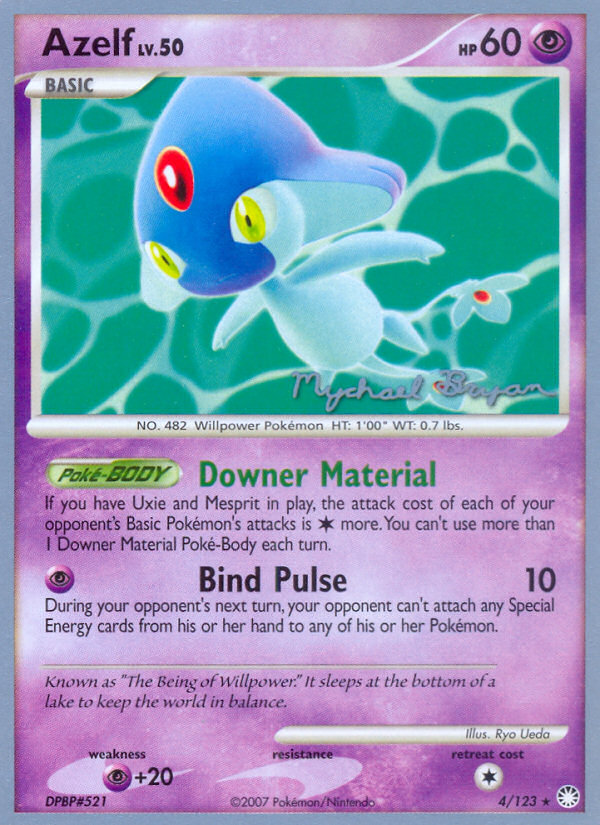 Azelf LV.50 HP 60
BASIC
Mychael Bryan
NO. 482 Willpower Pokémon HT: 1'00" WT: 0.7 lbs.
Poké-BODY Downer Material
If you have Uxie and Mesprit in play, the attack cost of each of your
opponent's Basic Pokémon's attacks is more. You can't use more than
1 Downer Material Poké-Body each turn.
Bind Pulse 10
During your opponent's next turn, your opponent can't attach any Special
Energy cards from his or her hand to any of his or her Pokémon.
Known as "The Being of Willpower." It sleeps at the bottom of a
lake to keep the world in balance.
Illus. Ryo Ueda
weakness resistance retreat cost
+20
DPBP#521 ©2007 Pokémon/Nintendo 4/123 ★